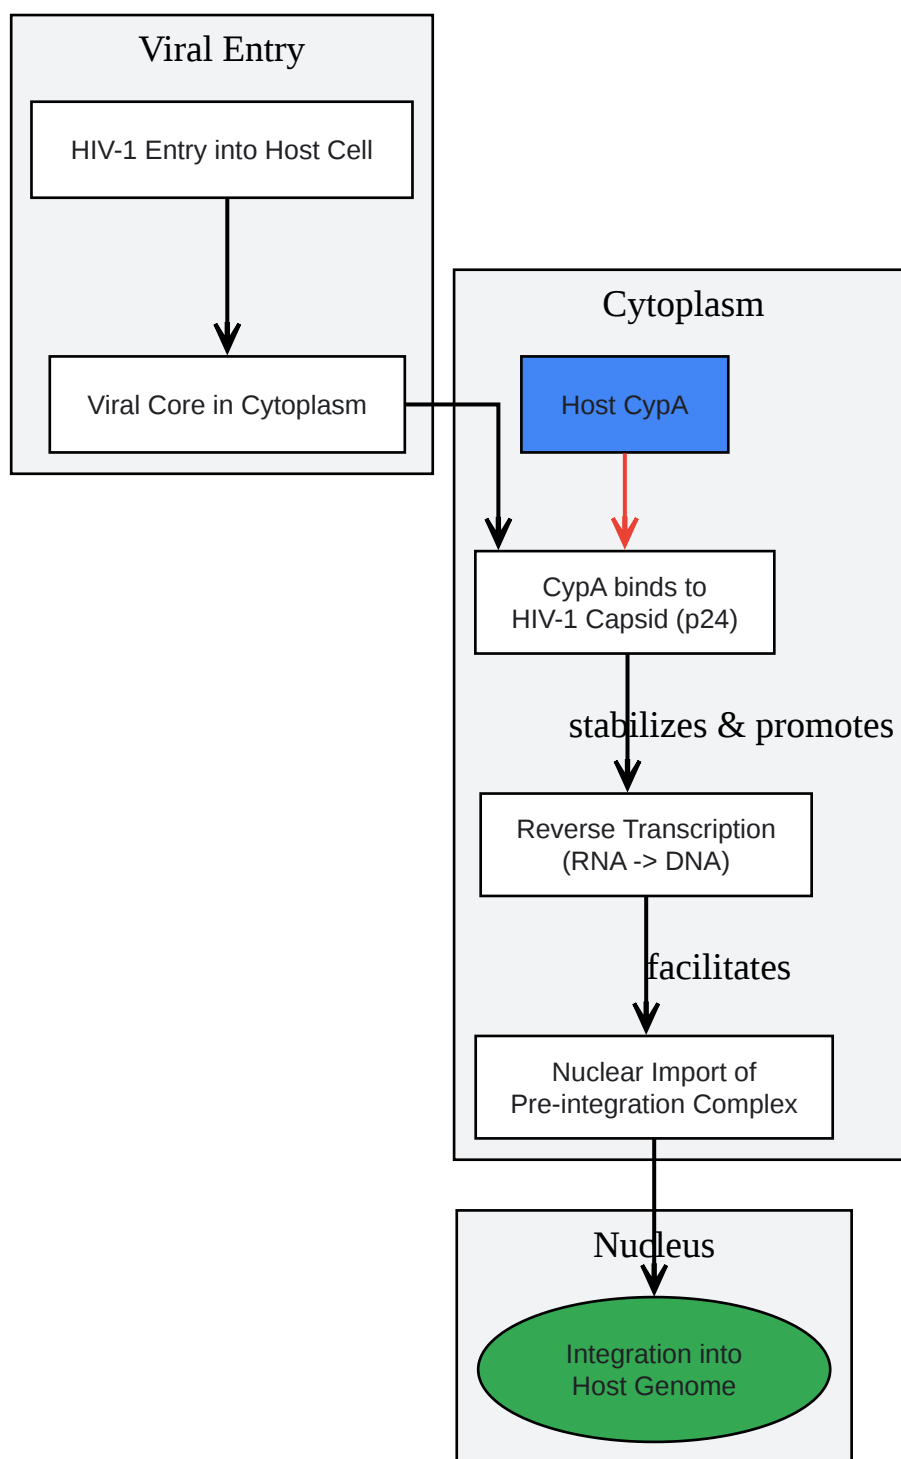 Viral Entry
HIV-1 Entry into Host Cell
Viral Core in Cytoplasm
Cytoplasm
Host CypA
CypA binds to
HIV-1 Capsid (p24)
stabilizes & promotes
Reverse Transcription
(RNA -> DNA)
facilitates
Nuclear Import of
Pre-integration Complex
Nucleus
Integration into
Host Genome